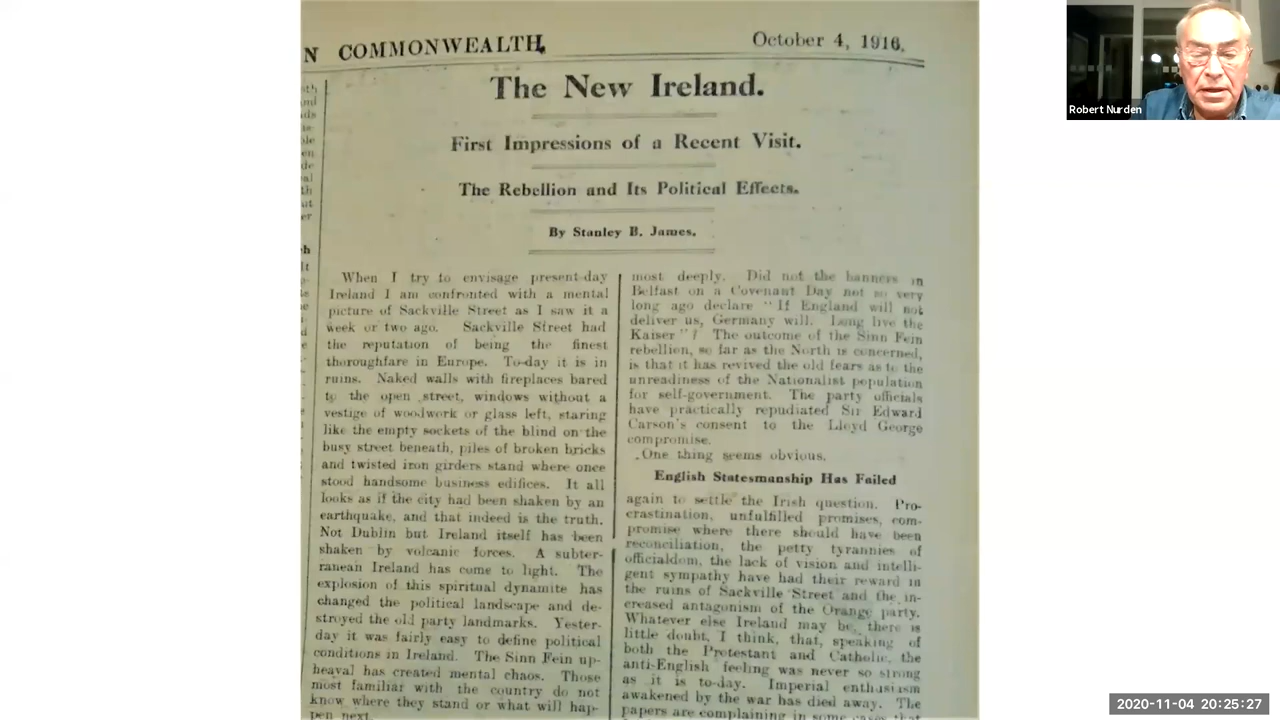 N COMMONWEALTH,
October 4, 1916.
The New Ireland.
First Impressions of a Recent Visit.
The Rebellion and Its Political Effects.
By Stanley B. James.
When I try to envisage present-day
Ireland I am confronted with a mental
picture of Sackville Street as I saw it a
week or two ago. Sackville Street had
the reputation of being the finest
thoroughfare in Europe. To-day it is in
ruins. Naked walls with fireplaces bared
to the open street, windows without a
vestige of woodwork or glass left, staring
like the empty sockets of the blind on the
busy street beneath, piles of broken bricks
and twisted iron girders stand where once
stood handsome business edifices. It all
looks as if the city had been shaken by an
earthquake, and that indeed is the truth.
Not Dublin but Ireland itself has been
shaken by volcanic forces. A subter-
ranean Ireland has come to light. The
explosion of this spiritual dynamite has
changed the political landscape and de-
stroyed the old party landmarks. Yester-
day it was fairly easy to define political
conditions in Ireland. The Sinn Fein up-
heaval has created mental chaos. Those
most familiar with the country do not
know where they stand or what will hap-
pen next.
most deeply. Did not the banners in
Belfast on a Covenant Day not so very
long ago declare "If England will not
deliver us, Germany will. Long live the
Kaiser"? The outcome of the Sinn Fein
rebellion, so far as the North is concerned,
is that it has revived the old fears as to the
unreadiness of the Nationalist population
for self-government. The party officials
have practically repudiated Sir Edward
Carson's consent to the Lloyd George
compromise.
One thing seems obvious.
English Statesmanship Has Failed
again to settle the Irish question. Pro-
crastination, unfulfilled promises, com-
promise where there should have been
reconciliation, the petty tyrannies of
officialdom, the lack of vision and intelli-
gent sympathy have had their reward in
the ruins of Sackville Street and the in-
creased antagonism of the Orange party.
Whatever else Ireland may be, there is
little doubt, I think, that, speaking of
both the Protestant and Catholic, the
anti-English feeling was never so strong
as it is to-day. Imperial enthusiasm
awakened by the war has died away. The
papers are complaining in some cases that
Robert Nurden
2020-11-04 20:25:27